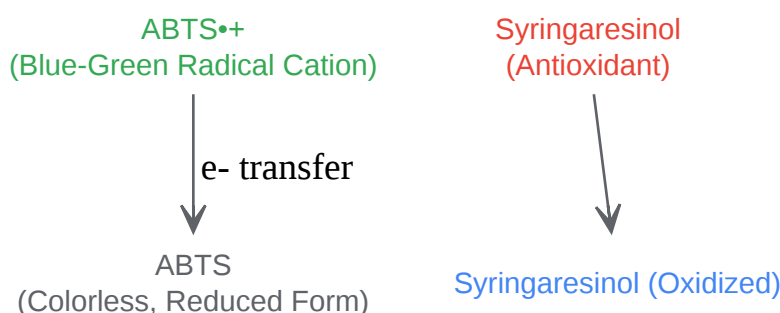 ABTS•+
(Blue-Green Radical Cation)
Syringaresinol
(Antioxidant)
e- transfer
ABTS
(Colorless, Reduced Form)
Syringaresinol (Oxidized)